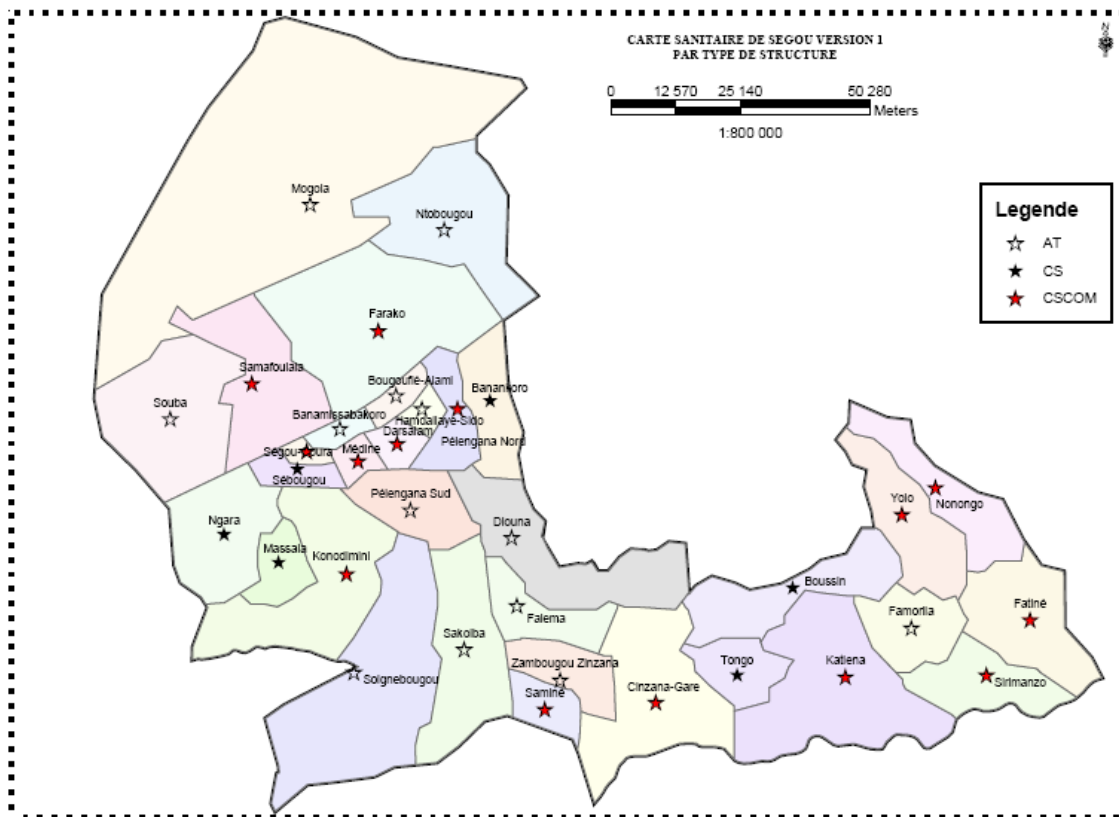 CARTE SANITAIRE DE SEGOU VERSION 1
PAR TYPE DE STRUCTURE
N
0 12 570 25 140 50 280
Meters
1:800 000
Legende
AT
CS
CSCOM
Mogola
Ntobougou
Farako
Samafoulala
Souba
Bougoufié-Alami
Banankoro
Banamissabakoro
Hamdallaye-Sido
Darsalam
Pélengana Nord
Médine
Sébougou
Pélengana Sud
Ngara
Massala
Konodimini
Diouna
Boussin
Yolo
Nonongo
Falema
Famorila
Fatiné
Sakoiba
Zambougou Zinzana
Tongo
Katiena
Soignebougou
Samine
Cinzana-Gare
Sirimanzo